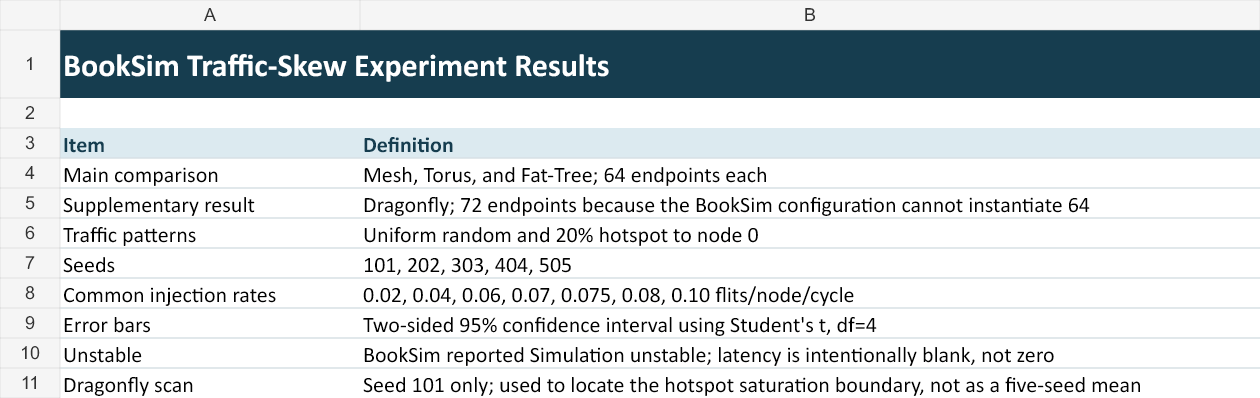 A B
1 BookSim Traffic-Skew Experiment Results
2
3 Item Definition
4 Main comparison Mesh, Torus, and Fat-Tree; 64 endpoints each
5 Supplementary result Dragonfly; 72 endpoints because the BookSim configuration cannot instantiate 64
6 Traffic patterns Uniform random and 20% hotspot to node 0
7 Seeds 101, 202, 303, 404, 505
8 Common injection rates 0.02, 0.04, 0.06, 0.07, 0.075, 0.08, 0.10 flits/node/cycle
9 Error bars Two-sided 95% confidence interval using Student's t, df=4
10 Unstable BookSim reported Simulation unstable; latency is intentionally blank, not zero
11 Dragonfly scan Seed 101 only; used to locate the hotspot saturation boundary, not as a five-seed mean